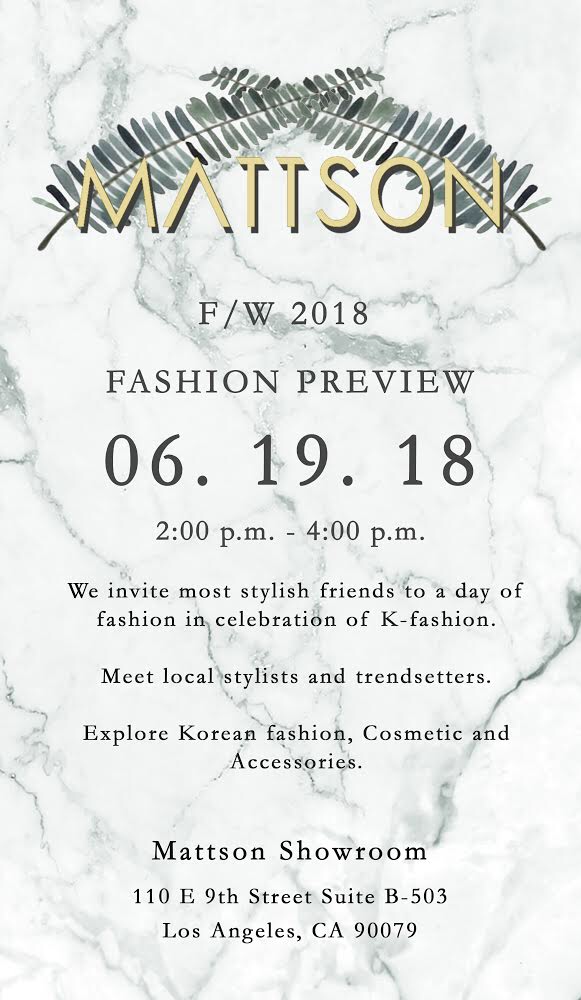 MATTSON
F/W 2018
FASHION PREVIEW
06. 19. 18
2:00 p.m. - 4:00 p.m.
We invite most stylish friends to a day of
fashion in celebration of K-fashion.
Meet local stylists and trendsetters.
Explore Korean fashion, Cosmetic and
Accessories.
Mattson Showroom
110 E 9th Street Suite B-503
Los Angeles, CA 90079